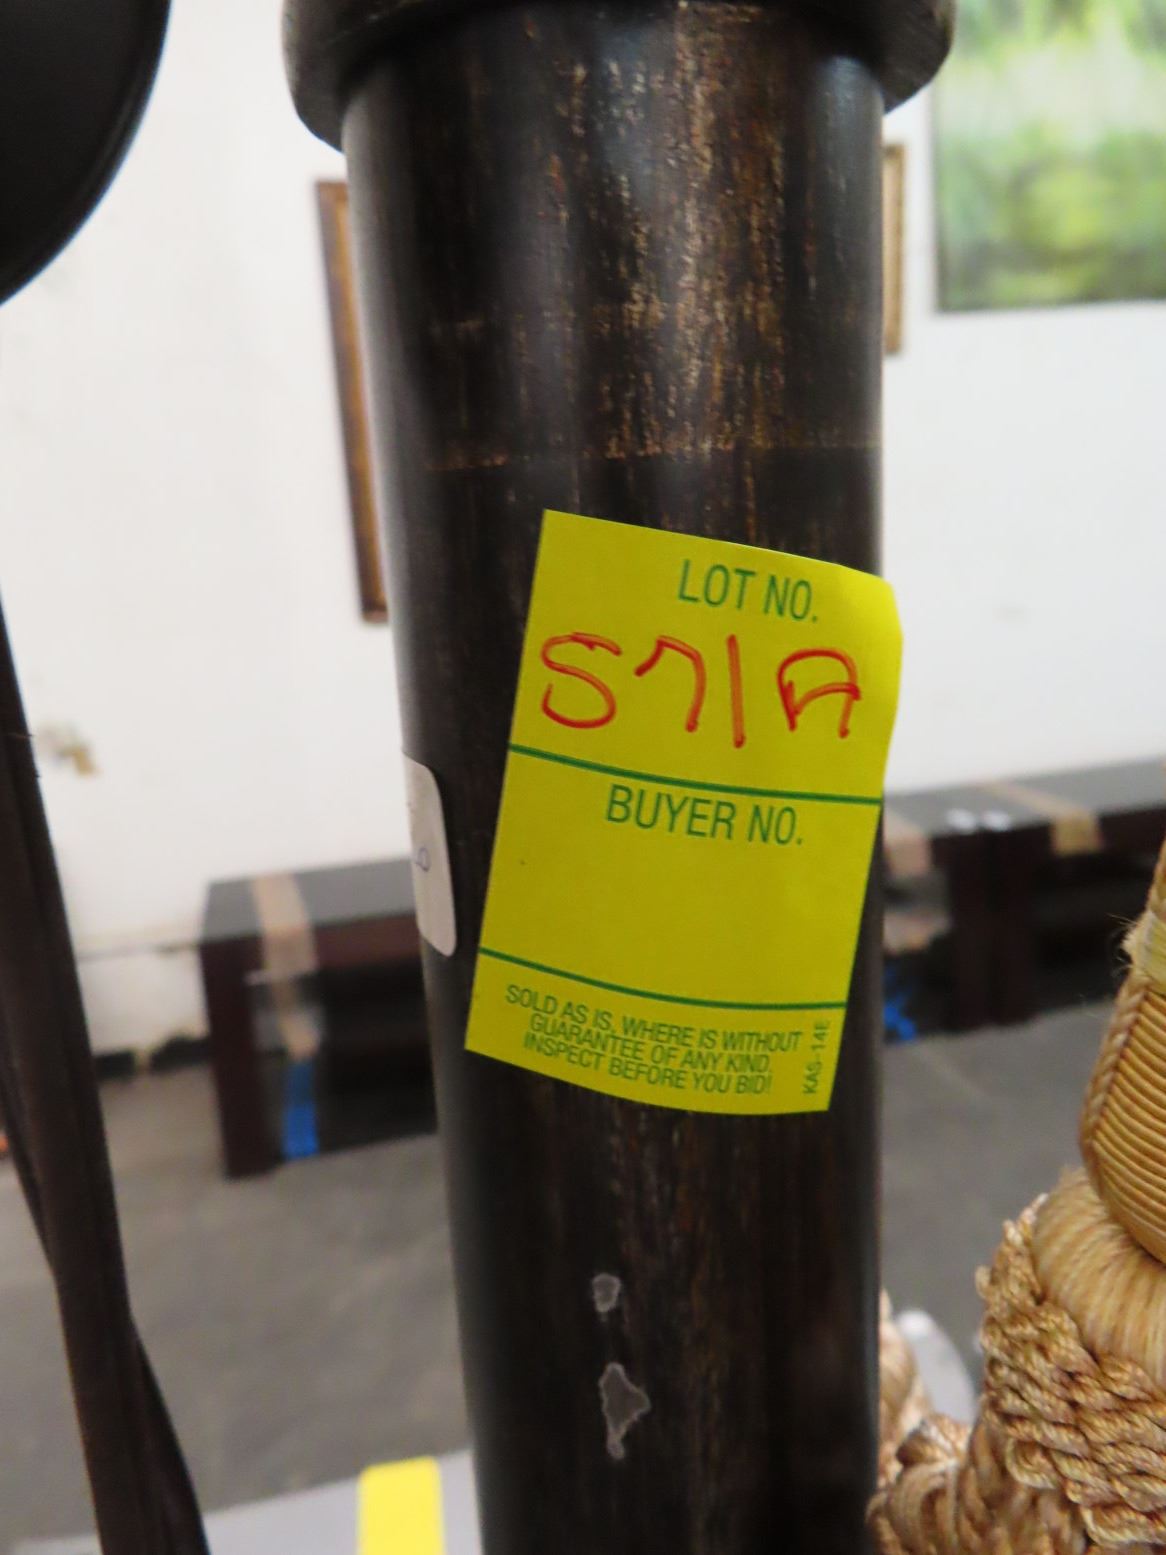 LOT NO.
571A
BUYER NO.
SOLD AS IS, WHERE IS WITHOUT
GUARANTEE OF ANY KIND,
INSPECT BEFORE YOU BID!
KAS-14E